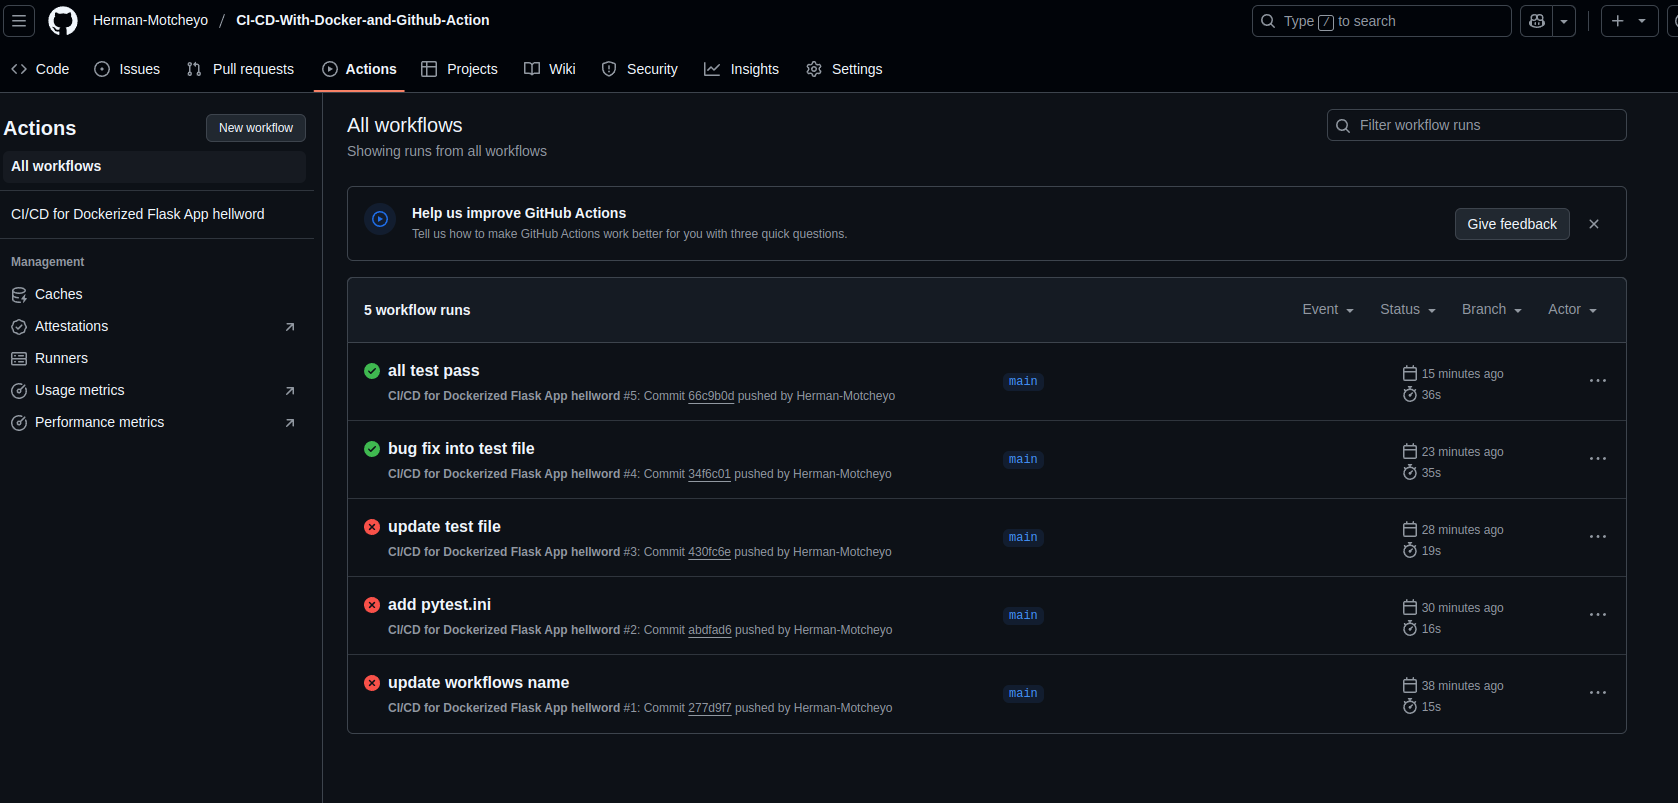 Herman-Motcheyo / CI-CD-With-Docker-and-Github-Action
Type / to search
Code Issues Pull requests Actions Projects Wiki Security Insights Settings
Actions
New workflow
All workflows
CI/CD for Dockerized Flask App hellword
Management
Caches
Attestations
Runners
Usage metrics
Performance metrics
All workflows
Showing runs from all workflows
Filter workflow runs
Help us improve GitHub Actions
Tell us how to make GitHub Actions work better for you with three quick questions.
Give feedback
5 workflow runs
Event Status Branch Actor
all test pass
CI/CD for Dockerized Flask App hellword #5: Commit 66c9b0d pushed by Herman-Motcheyo
main
15 minutes ago
36s
bug fix into test file
CI/CD for Dockerized Flask App hellword #4: Commit 34f6c01 pushed by Herman-Motcheyo
main
23 minutes ago
35s
update test file
CI/CD for Dockerized Flask App hellword #3: Commit 430fc6e pushed by Herman-Motcheyo
main
28 minutes ago
19s
add pytest.ini
CI/CD for Dockerized Flask App hellword #2: Commit abdfad6 pushed by Herman-Motcheyo
main
30 minutes ago
16s
update workflows name
CI/CD for Dockerized Flask App hellword #1: Commit 277d9f7 pushed by Herman-Motcheyo
main
38 minutes ago
15s